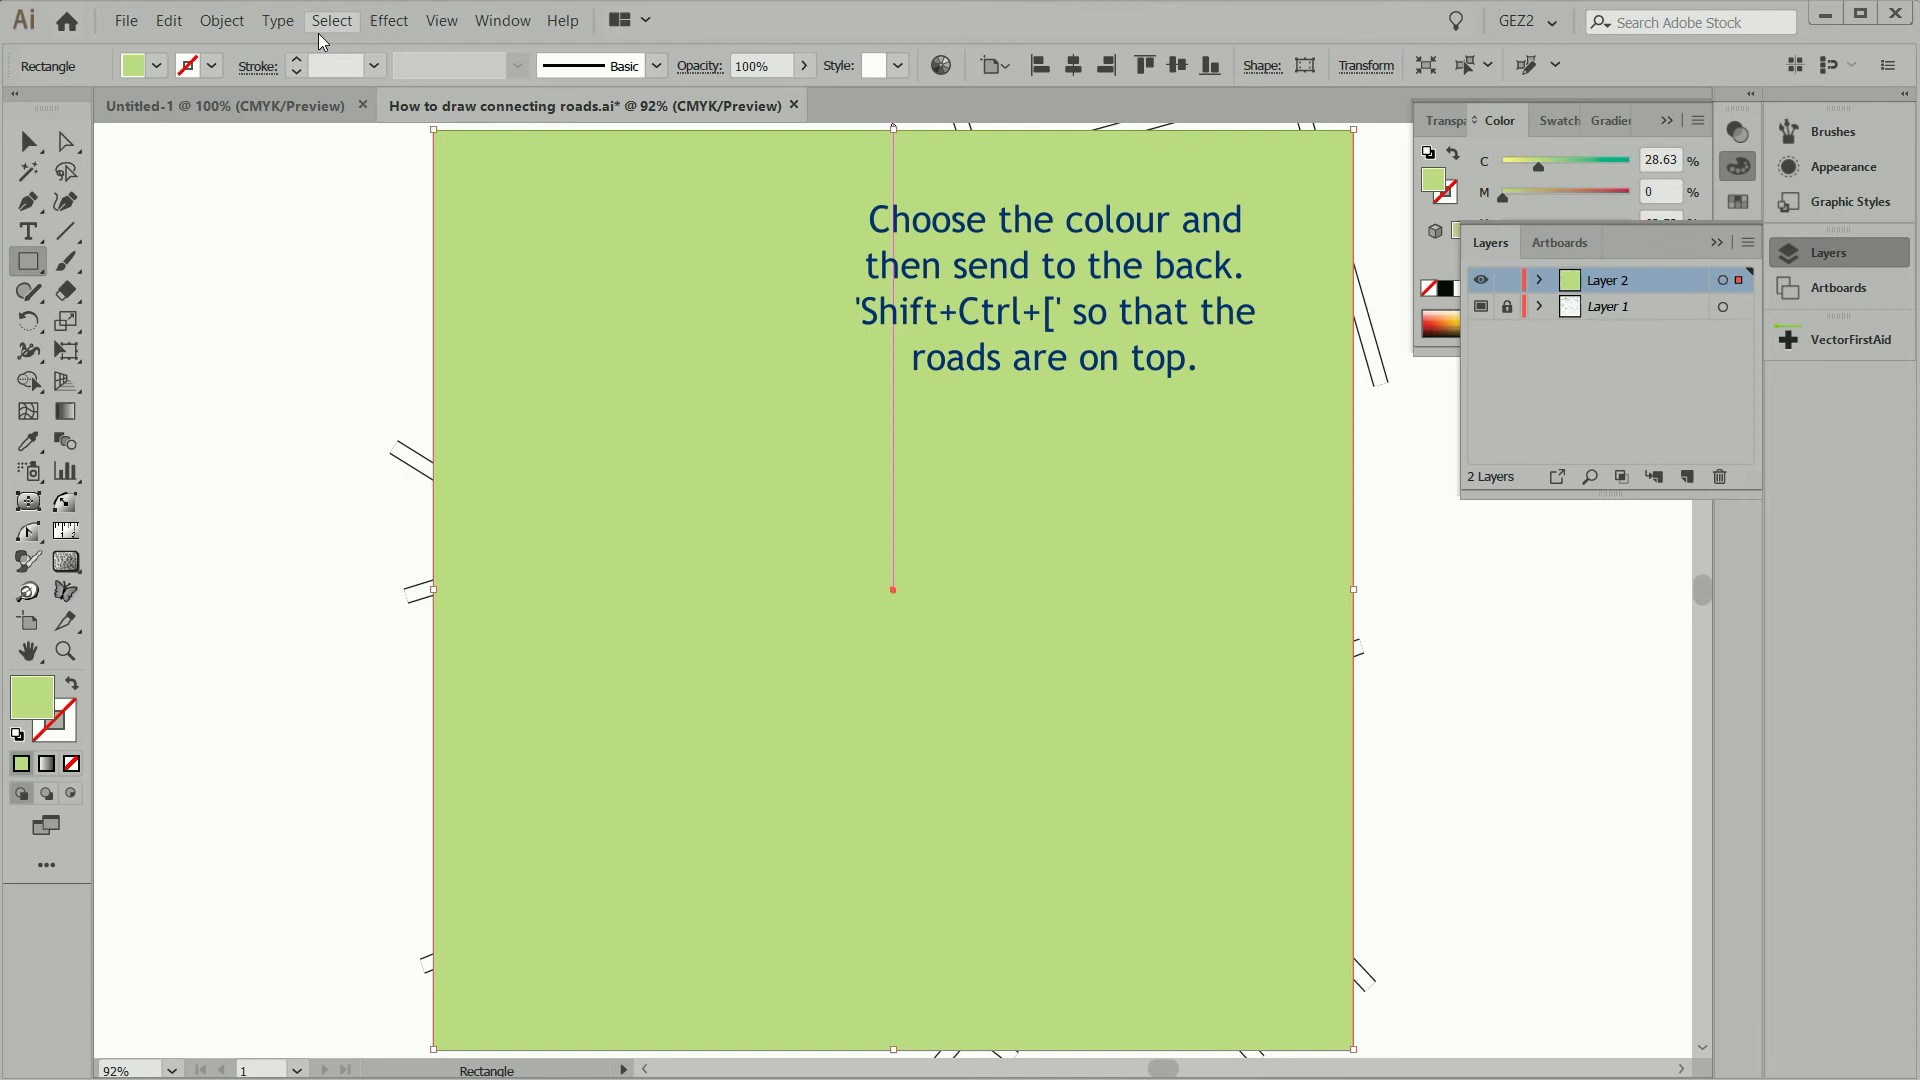 Ai
File Edit Object Type Select Effect View Window Help
GEZ2
Search Adobe Stock
Rectangle
Stroke:
Basic
Opacity: 100%
Style:
Shape:
Transform
Untitled-1 @ 100% (CMYK/Preview) ×
How to draw connecting roads.ai* @ 92% (CMYK/Preview) ×
Transpa Color Swatch Gradier
C 28.63 %
M 0 %
Layers Artboards
Layer 2
Layer 1
2 Layers
Brushes
Appearance
Graphic Styles
Layers
Artboards
VectorFirstAid
Choose the colour and
then send to the back.
'Shift+Ctrl+[' so that the
roads are on top.
92%
1
Rectangle